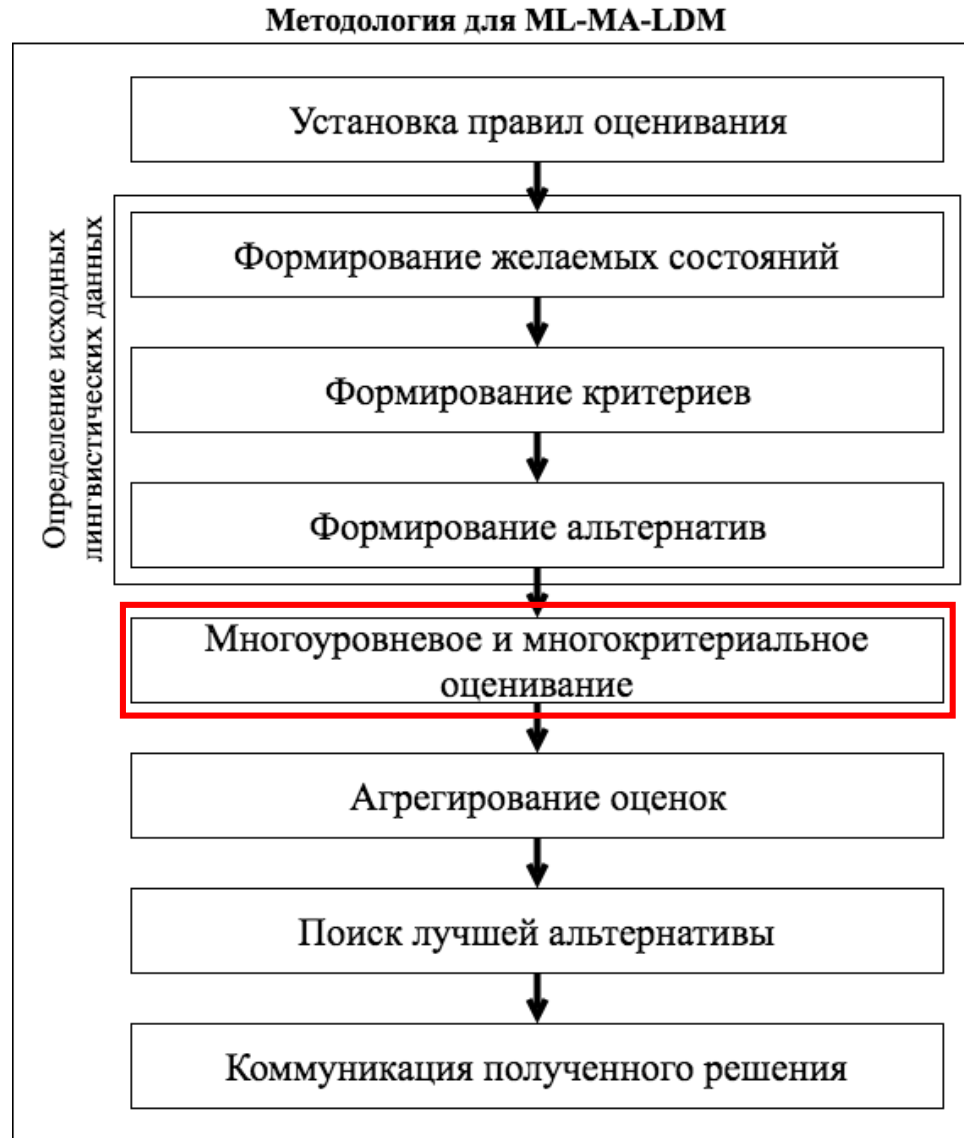 Методология для ML-MA-LDM
Установка правил оценивания
Определение исходных
лингвистических данных
Формирование желаемых состояний
Формирование критериев
Формирование альтернатив
Многоуровневое и многокритериальное
оценивание
Агрегирование оценок
Поиск лучшей альтернативы
Коммуникация полученного решения